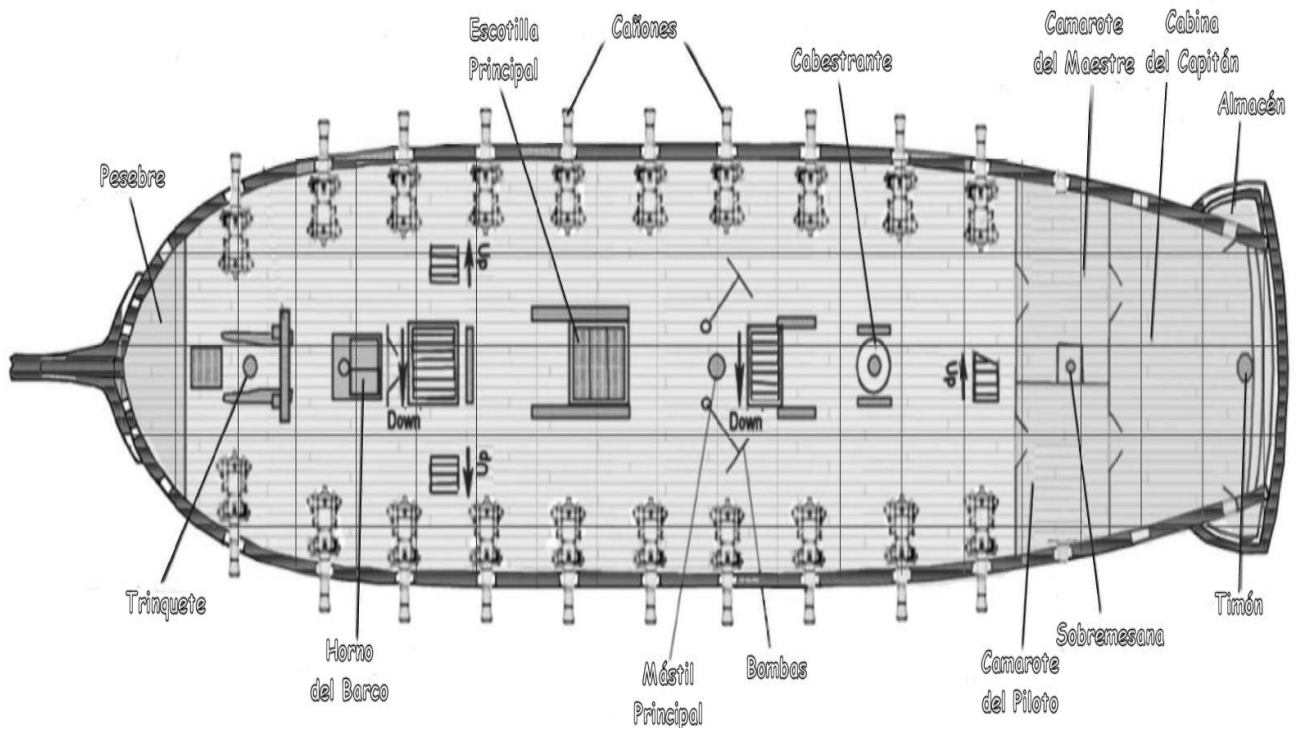 Escotilla
Principal
Cañones
Cabestrante
Camarote
del Maestre
Cabina
del Capitán
Almacén
Pesebre
Up
Down
Down
Up
Up
Trinquete
Horno
del Barco
Mástil
Principal
Bombas
Camarote
del Piloto
Sobremesana
Timón